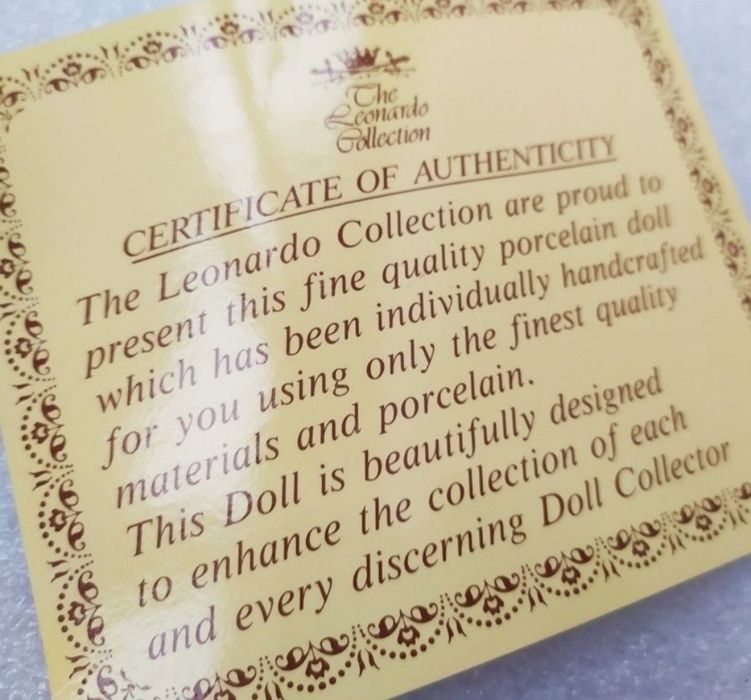 The
Leonardo
Collection
CERTIFICATE OF AUTHENTICITY
The Leonardo Collection are proud to
present this fine quality porcelain doll
which has been individually handcrafted
for you using only the finest quality
materials and porcelain.
This Doll is beautifully designed
to enhance the collection of each
and every discerning Doll Collector